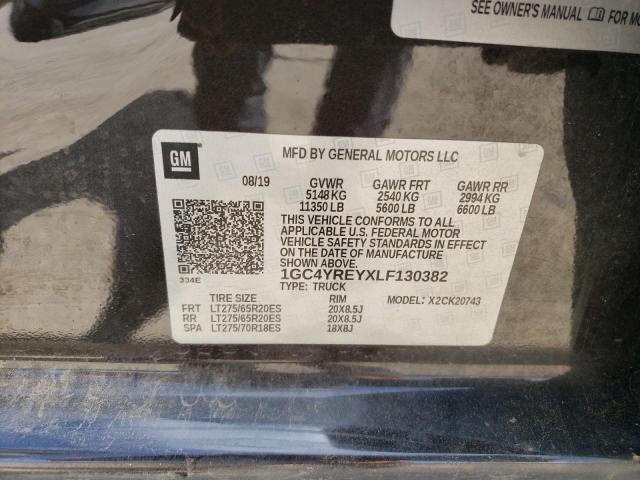 SEE OWNER'S MANUAL FOR MO
GM
MFD BY GENERAL MOTORS LLC
08/19 GVWR GAWR FRT GAWR RR
5148 KG 2540 KG 2994 KG
11350 LB 5600 LB 6600 LB
THIS VEHICLE CONFORMS TO ALL
APPLICABLE U.S. FEDERAL MOTOR
VEHICLE SAFETY STANDARDS IN EFFECT
ON THE DATE OF MANUFACTURE
SHOWN ABOVE.
1GC4YREYXLF130382
334E
TYPE: TRUCK
TIRE SIZE RIM MODEL: X2CK20743
FRT LT275/65R20ES 20X8.5J
RR LT275/65R20ES 20X8.5J
SPA LT275/70R18ES 18X8J